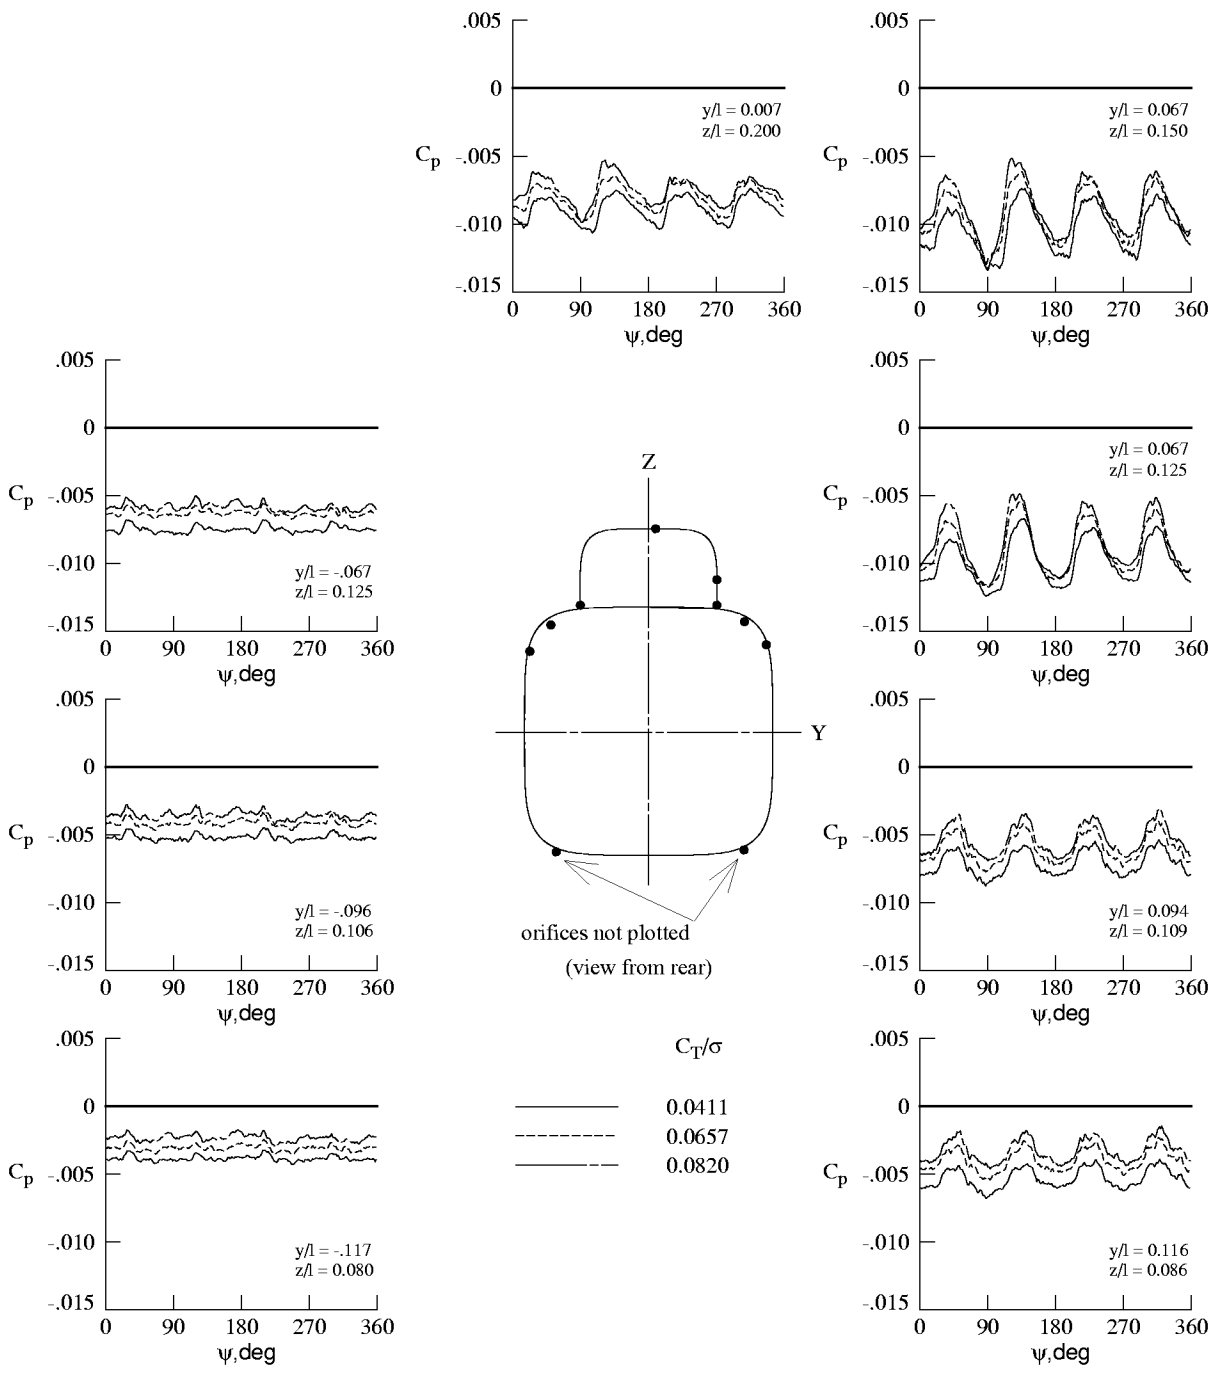 .005
0
-.005
-.010
-.015
C_p
y/l = 0.007
z/l = 0.200
0 90 180 270 360
ψ,deg
.005
0
-.005
-.010
-.015
C_p
y/l = 0.067
z/l = 0.150
0 90 180 270 360
ψ,deg
.005
0
-.005
-.010
-.015
C_p
y/l = -.067
z/l = 0.125
0 90 180 270 360
ψ,deg
Z
Y
orifices not plotted
(view from rear)
.005
0
-.005
-.010
-.015
C_p
y/l = 0.067
z/l = 0.125
0 90 180 270 360
ψ,deg
.005
0
-.005
-.010
-.015
C_p
y/l = -.096
z/l = 0.106
0 90 180 270 360
ψ,deg
.005
0
-.005
-.010
-.015
C_p
y/l = 0.094
z/l = 0.109
0 90 180 270 360
ψ,deg
.005
0
-.005
-.010
-.015
C_p
y/l = -.117
z/l = 0.080
0 90 180 270 360
ψ,deg
C_T/σ
0.0411
0.0657
0.0820
.005
0
-.005
-.010
-.015
C_p
y/l = 0.116
z/l = 0.086
0 90 180 270 360
ψ,deg